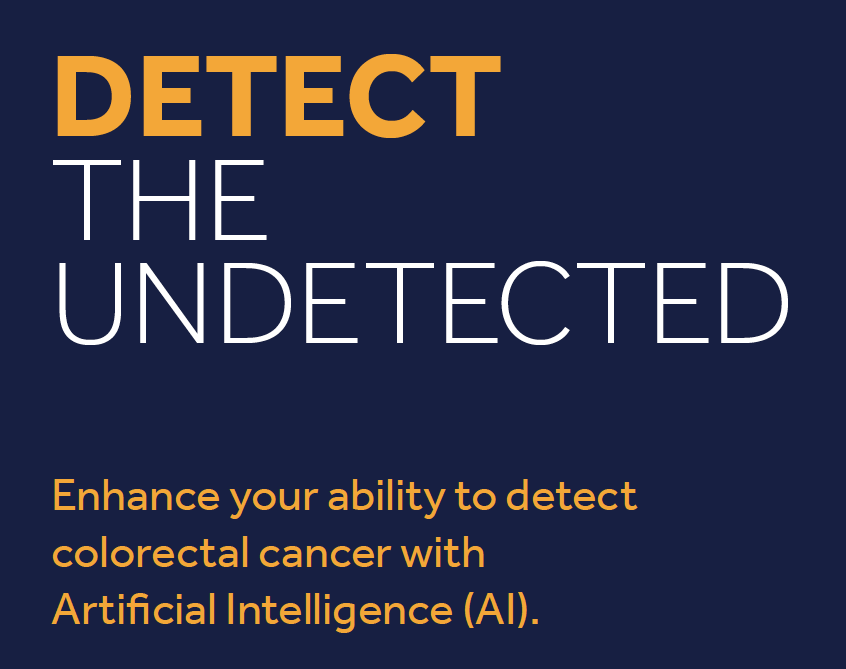 DETECT
THE
UNDETECTED
Enhance your ability to detect
colorectal cancer with
Artificial Intelligence (AI).